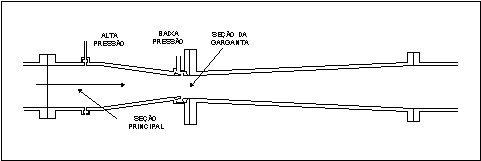 ALTA
PRESSÃO
BAIXA
PRESSÃO
SEÇÃO DA
GARGANTA
SEÇÃO
PRINCIPAL